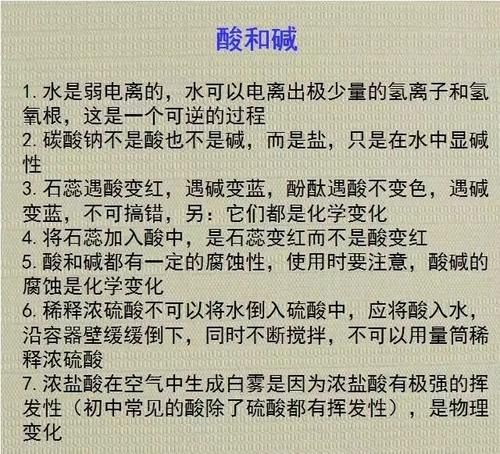 酸和碱
1.水是弱电离的，水可以电离出极少量的氢离子和氢
氧根，这是一个可逆的过程
2.碳酸钠不是酸也不是碱，而是盐，只是在水中显碱
性
3.石蕊遇酸变红，遇碱变蓝，酚酞遇酸不变色，遇碱
变蓝，不可搞错，另：它们都是化学变化
4.将石蕊加入酸中，是石蕊变红而不是酸变红
5.酸和碱都有一定的腐蚀性，使用时要注意，酸碱的
腐蚀是化学变化
6.稀释浓硫酸不可以将水倒入硫酸中，应将酸入水，
沿容器壁缓缓倒下，同时不断搅拌，不可以用量筒稀
释浓硫酸
7.浓盐酸在空气中生成白雾是因为浓盐酸有极强的挥
发性（初中常见的酸除了硫酸都有挥发性），是物理
变化